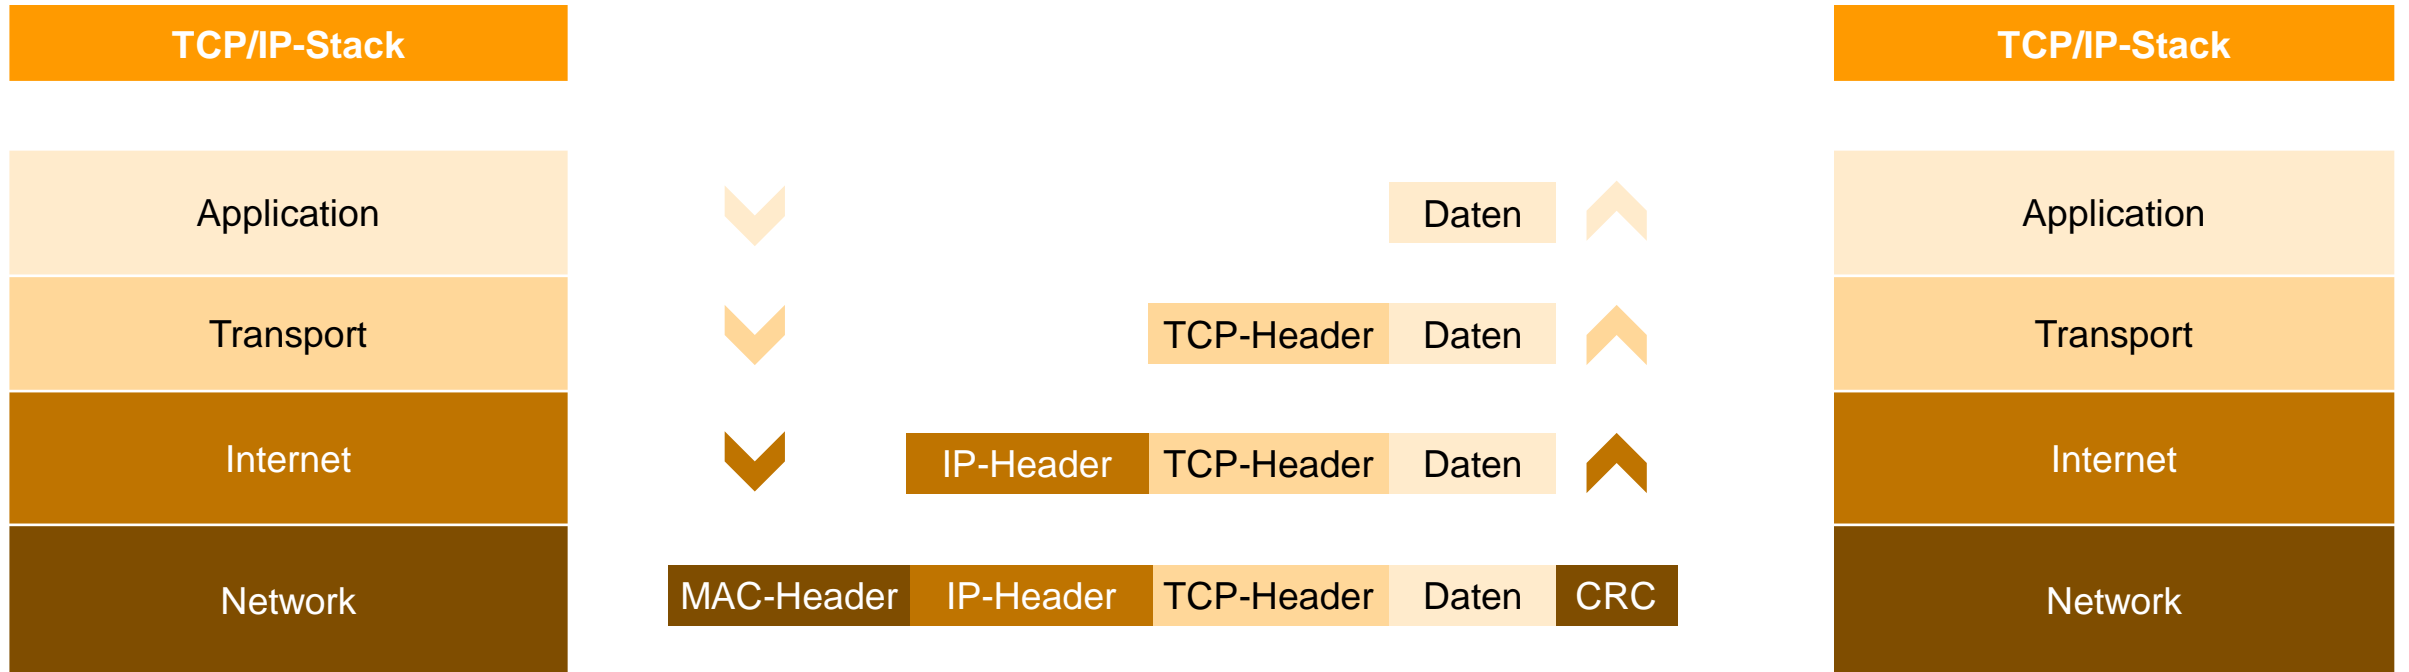 TCP/IP-Stack
TCP/IP-Stack
Application
Daten
Application
Transport
TCP-Header Daten
Transport
Internet
IP-Header TCP-Header Daten
Internet
Network
MAC-Header IP-Header TCP-Header Daten CRC
Network